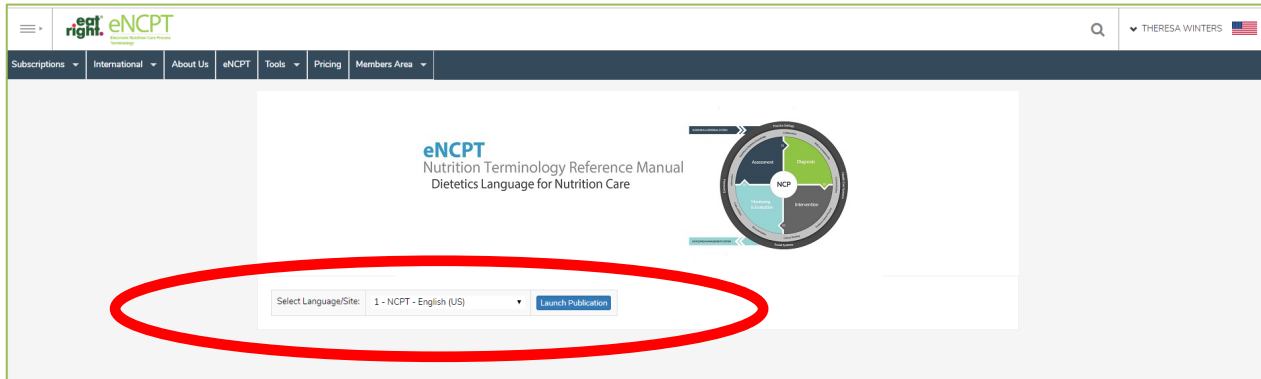 eat right. eNCPT
Electronic Nutrition Care Process
Terminology
THERESA WINTERS
Subscriptions International About Us eNCPT Tools Pricing Members Area
eNCPT
Nutrition Terminology Reference Manual
Dietetics Language for Nutrition Care
Assessment Diagnosis
NCP
Monitoring & Evaluation Intervention
Select Language/Site: 1 - NCPT - English (US) Launch Publication